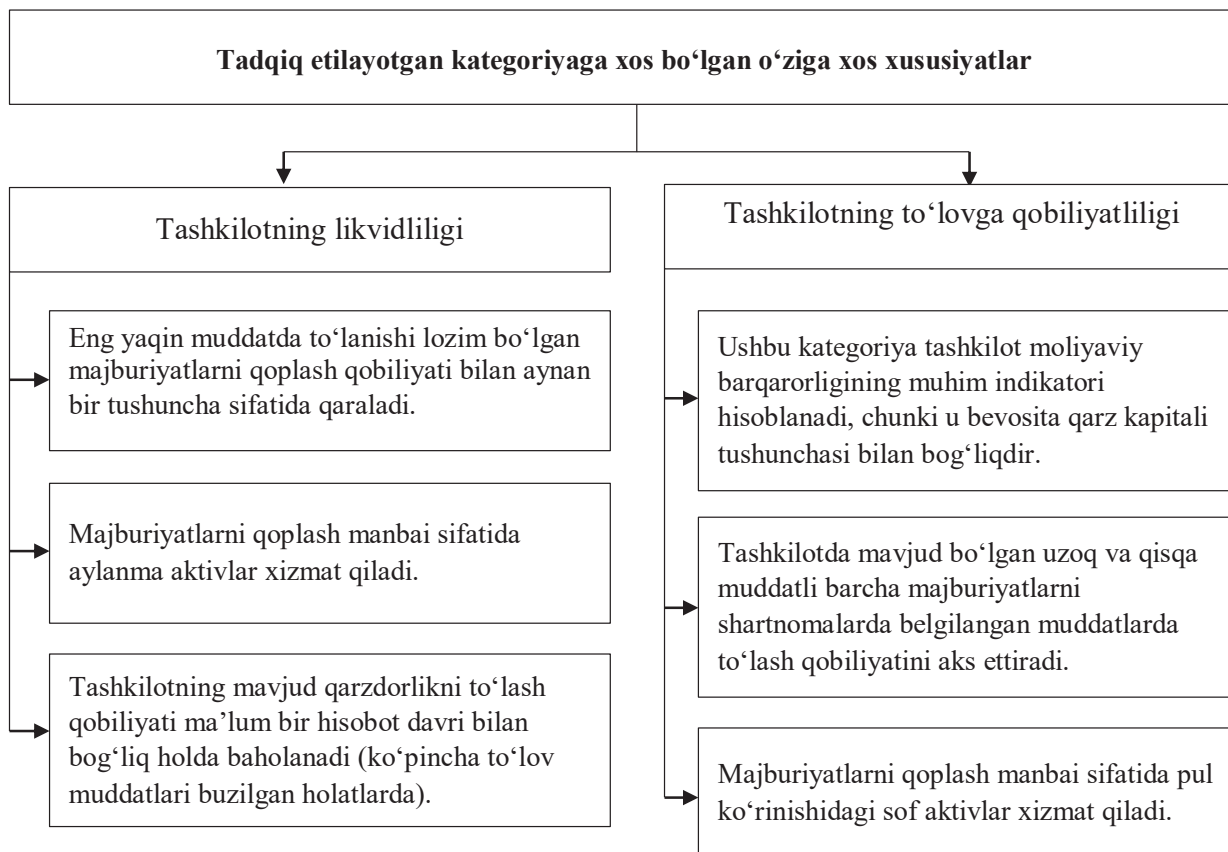 Tadqiq etilayotgan kategoriyaga xos bo‘lgan o‘ziga xos xususiyatlar
Tashkilotning likvidliligi
Eng yaqin muddatda to‘lanishi lozim bo‘lgan
majburiyatlarni qoplash qobiliyati bilan aynan
bir tushuncha sifatida qaraladi.
Majburiyatlarni qoplash manbai sifatida
aylanma aktivlar xizmat qiladi.
Tashkilotning mavjud qarzdorlikni to‘lash
qobiliyati ma’lum bir hisobot davri bilan
bog‘liq holda baholanadi (ko‘pincha to‘lov
muddatlari buzilgan holatlarda).
Tashkilotning to‘lovga qobiliyatliligi
Ushbu kategoriya tashkilot moliyaviy
barqarorligining muhim indikatori
hisoblanadi, chunki u bevosita qarz kapitali
tushunchasi bilan bog‘liqdir.
Tashkilotda mavjud bo‘lgan uzoq va qisqa
muddatli barcha majburiyatlarni
shartnomalarda belgilangan muddatlarda
to‘lash qobiliyatini aks ettiradi.
Majburiyatlarni qoplash manbai sifatida pul
ko‘rinishidagi sof aktivlar xizmat qiladi.